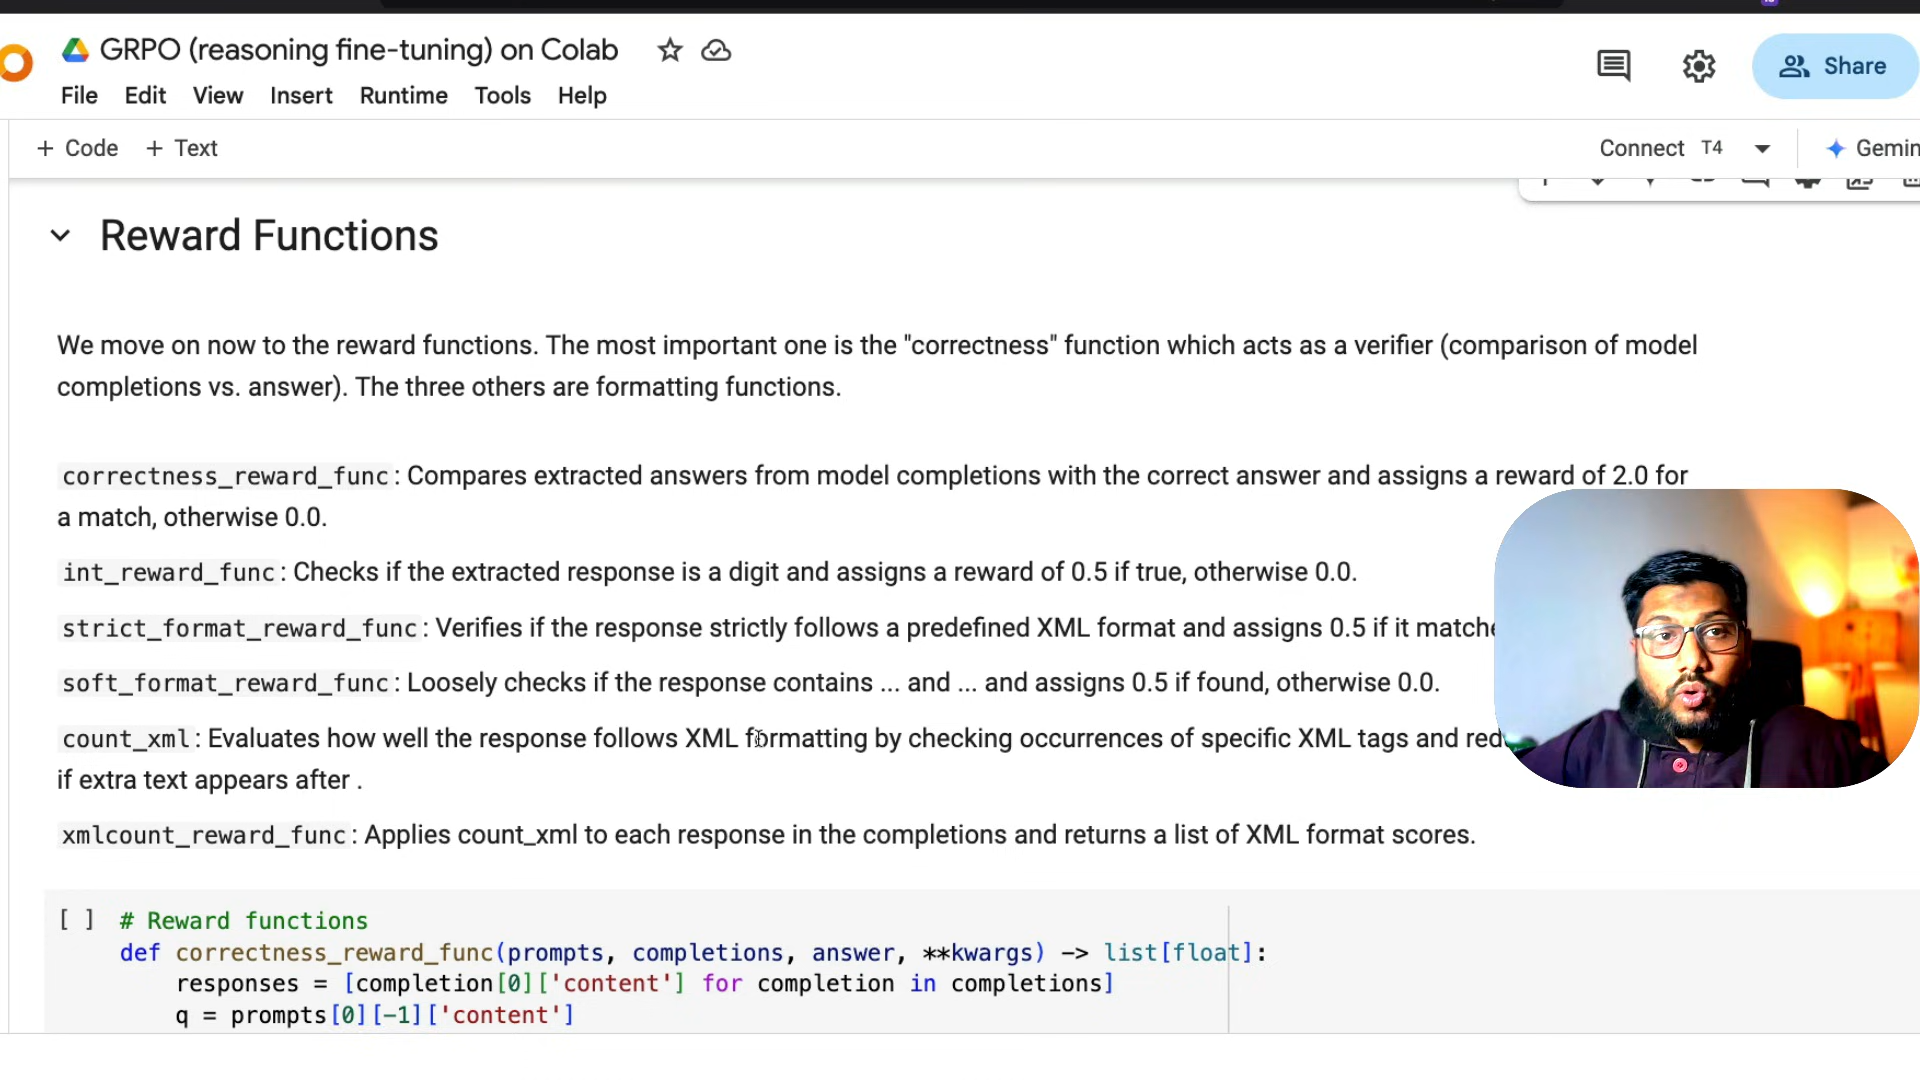 GRPO (reasoning fine-tuning) on Colab
File Edit View Insert Runtime Tools Help
Share
+ Code + Text
Connect T4
Reward Functions
We move on now to the reward functions. The most important one is the "correctness" function which acts as a verifier (comparison of model
completions vs. answer). The three others are formatting functions.
correctness_reward_func: Compares extracted answers from model completions with the correct answer and assigns a reward of 2.0 for
a match, otherwise 0.0.
int_reward_func: Checks if the extracted response is a digit and assigns a reward of 0.5 if true, otherwise 0.0.
strict_format_reward_func: Verifies if the response strictly follows a predefined XML format and assigns 0.5 if it matche
soft_format_reward_func: Loosely checks if the response contains ... and ... and assigns 0.5 if found, otherwise 0.0.
count_xml: Evaluates how well the response follows XML formatting by checking occurrences of specific XML tags and
if extra text appears after .
xmlcount_reward_func: Applies count_xml to each response in the completions and returns a list of XML format scores.
[ ] # Reward functions
def correctness_reward_func(prompts, completions, answer, **kwargs) -> list[float]:
responses = [completion[0]['content'] for completion in completions]
q = prompts[0][-1]['content']